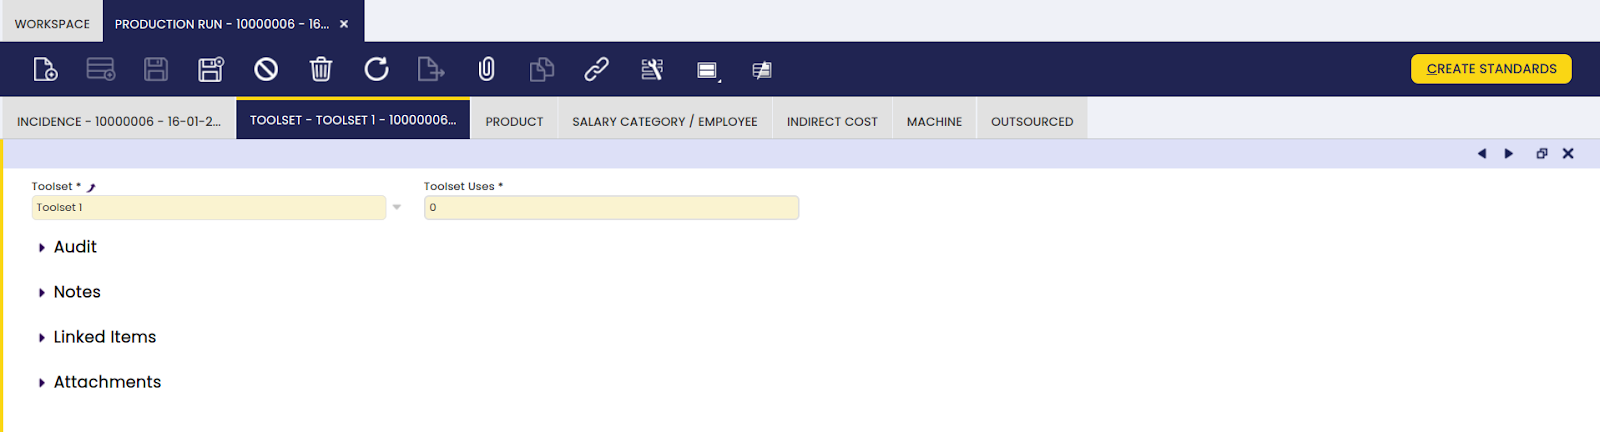 WORKSPACE PRODUCTION RUN - 10000006 - 16...
CREATE STANDARDS
INCIDENCE - 10000006 - 16-01-2... TOOLSET - TOOLSET 1 - 10000006... PRODUCT SALARY CATEGORY / EMPLOYEE INDIRECT COST MACHINE OUTSOURCED
Toolset * Toolset Uses *
Toolset 1 0
Audit
Notes
Linked Items
Attachments